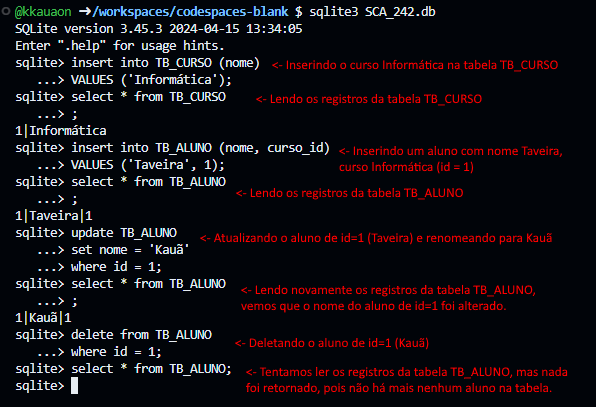 @kkauaon ➜/workspaces/codespaces-blank $ sqlite3 SCA_242.db
SQLite version 3.45.3 2024-04-15 13:34:05
Enter ".help" for usage hints.
sqlite> insert into TB_CURSO (nome) <- Inserindo o curso Informática na tabela TB_CURSO
...> VALUES ('Informática');
sqlite> select * from TB_CURSO <- Lendo os registros da tabela TB_CURSO
...> ;
1|Informática
sqlite> insert into TB_ALUNO (nome, curso_id) <- Inserindo um aluno com nome Taveira,
...> VALUES ('Taveira', 1); curso Informática (id = 1)
sqlite> select * from TB_ALUNO
...> ; <- Lendo os registros da tabela TB_ALUNO
1|Taveira|1
sqlite> update TB_ALUNO <- Atualizando o aluno de id=1 (Taveira) e renomeando para Kauã
...> set nome = 'Kauã'
...> where id = 1;
sqlite> select * from TB_ALUNO <- Lendo novamente os registros da tabela TB_ALUNO,
...> ; vemos que o nome do aluno de id=1 foi alterado.
1|Kauã|1
sqlite> delete from TB_ALUNO <- Deletando o aluno de id=1 (Kauã)
...> where id = 1;
sqlite> select * from TB_ALUNO; <- Tentamos ler os registros da tabela TB_ALUNO, mas nada
sqlite> foi retornado, pois não há mais nenhum aluno na tabela.